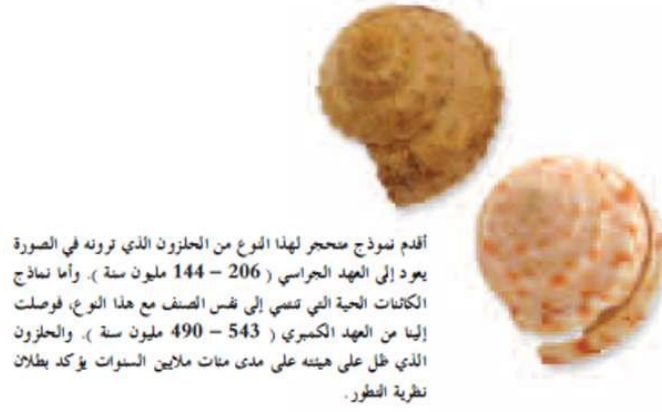 أقدم نموذج متحجر لهذا النوع من الحلزون الذي ترونه في الصورة
يعود إلى العهد الجراسي ( 206 – 144 مليون سنة ). وأما نماذج
الكائنات الحية التي تنتمي إلى نفس الصنف مع هذا النوع، فوصلت
إلينا من العهد الكمبري ( 543 – 490 مليون سنة ). والحلزون
الذي ظل على هيئته على مدى مئات ملايين السنوات يؤكد بطلان
نظرية التطور.